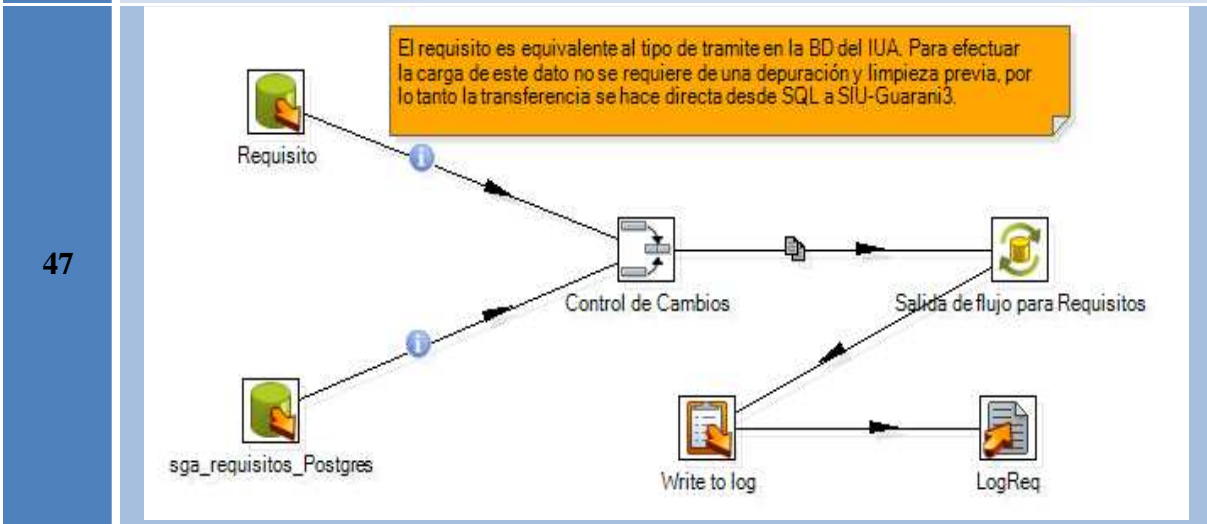 El requisito es equivalente al tipo de tramite en la BD del IUA. Para efectuar
la carga de este dato no se requiere de una depuración y limpieza previa, por
lo tanto la transferencia se hace directa desde SQL a SIU-Guarani3.
Requisito
47
Control de Cambios
Salida de flujo para Requisitos
sga_requisitos_Postgres
Write to log
LogReq